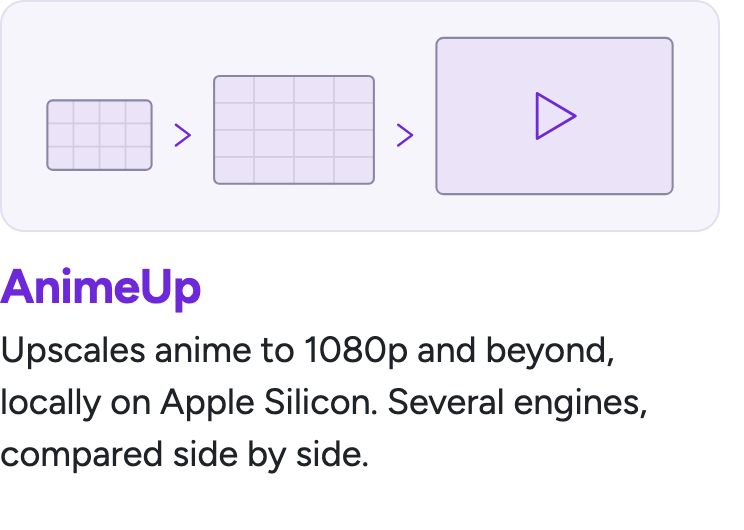 AnimeUp
Upscales anime to 1080p and beyond,
locally on Apple Silicon. Several engines,
compared side by side.